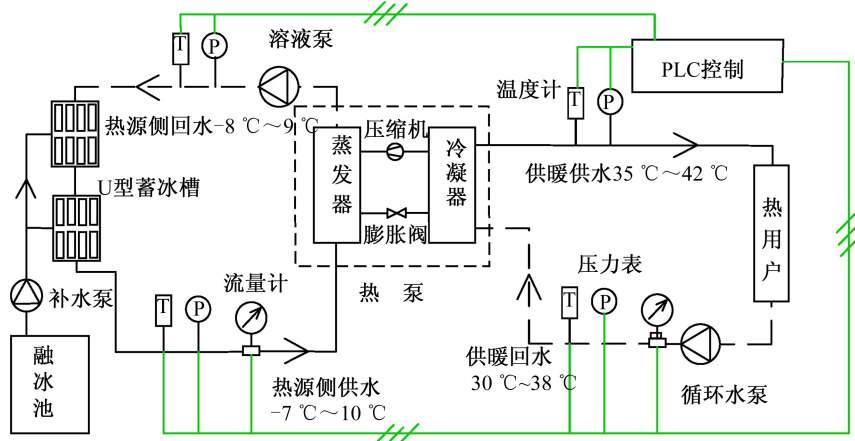 T
P
溶液泵
PLC控制
温度计
T
P
热源侧回水-8 ℃~9 ℃
压缩机
蒸发器
冷凝器
供暖供水35 ℃~42 ℃
U型蓄冰槽
膨胀阀
热用户
热 泵
补水泵
流量计
压力表
T
P
T
P
融冰池
热源侧供水
-7 ℃~10 ℃
供暖回水
30 ℃~38 ℃
循环水泵